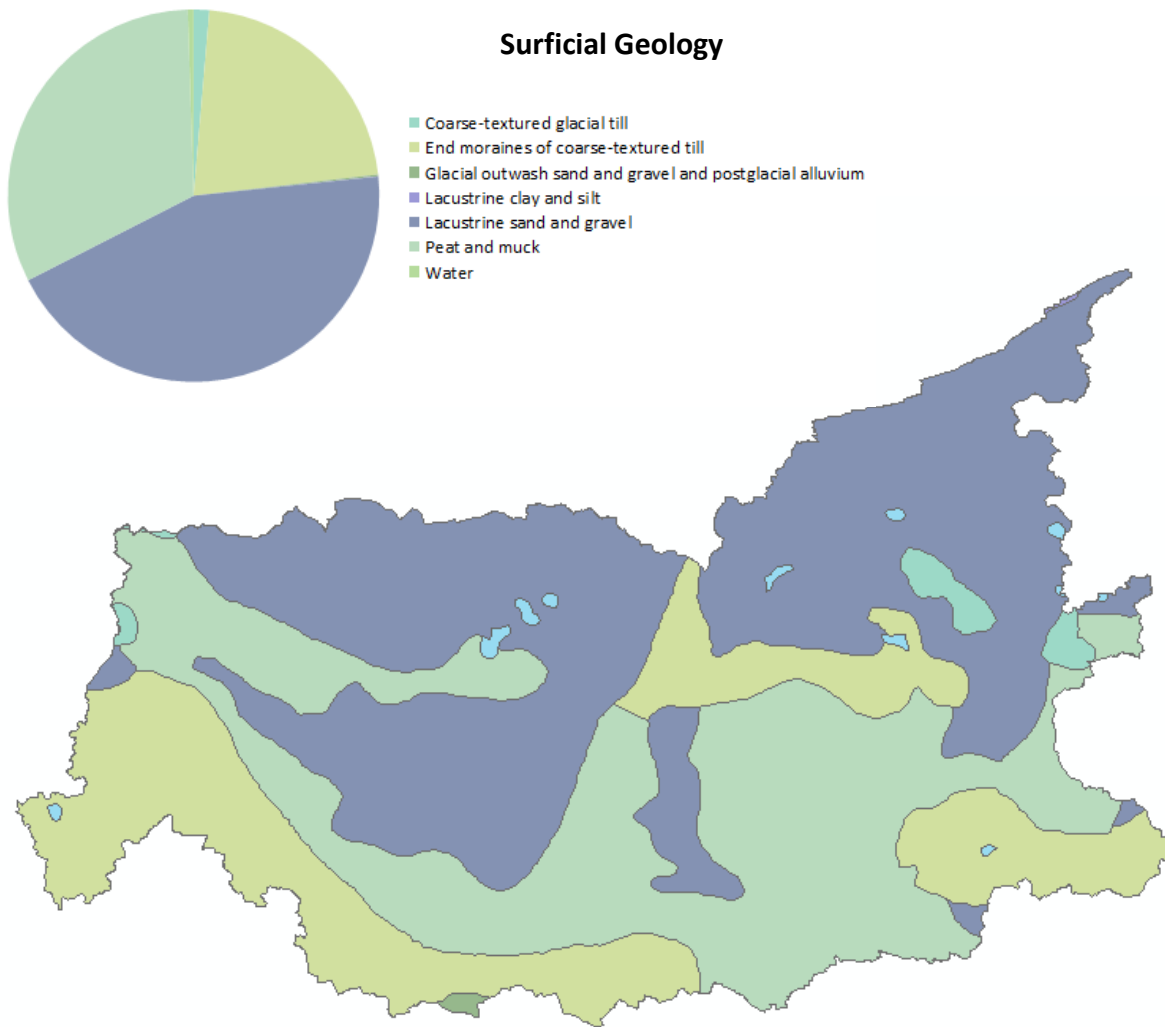 Surficial Geology
Coarse-textured glacial till
End moraines of coarse-textured till
Glacial outwash sand and gravel and postglacial alluvium
Lacustrine clay and silt
Lacustrine sand and gravel
Peat and muck
Water